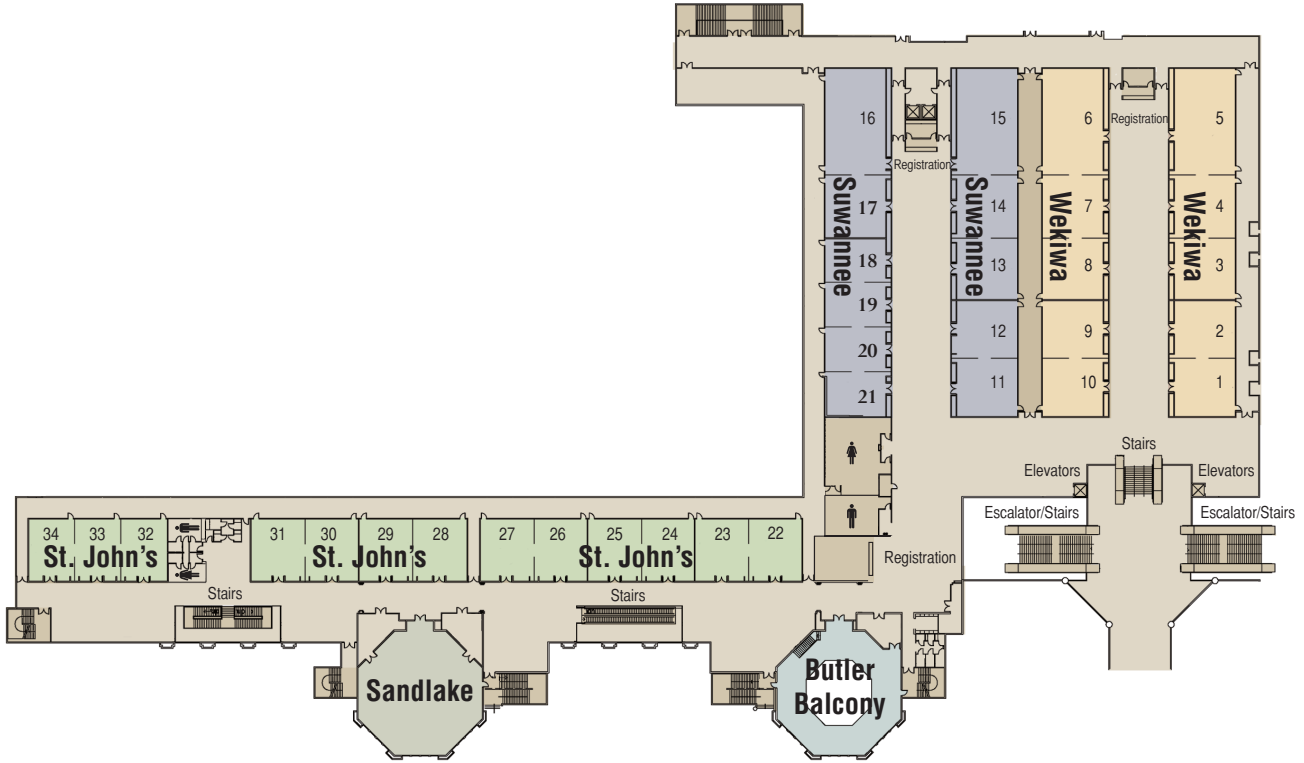 16
15
6
5
Registration
Registration
Suwannee
17
Suwannee
14
Wekiwa
7
Wekiwa
4
18
13
8
3
19
20
12
9
2
21
11
10
1
Stairs
Elevators
Elevators
Escalator/Stairs
Escalator/Stairs
34
33
32
31
30
29
28
27
26
25
24
23
22
St. John's
St. John's
St. John's
Registration
Stairs
Stairs
Sandlake
Butler
Balcony